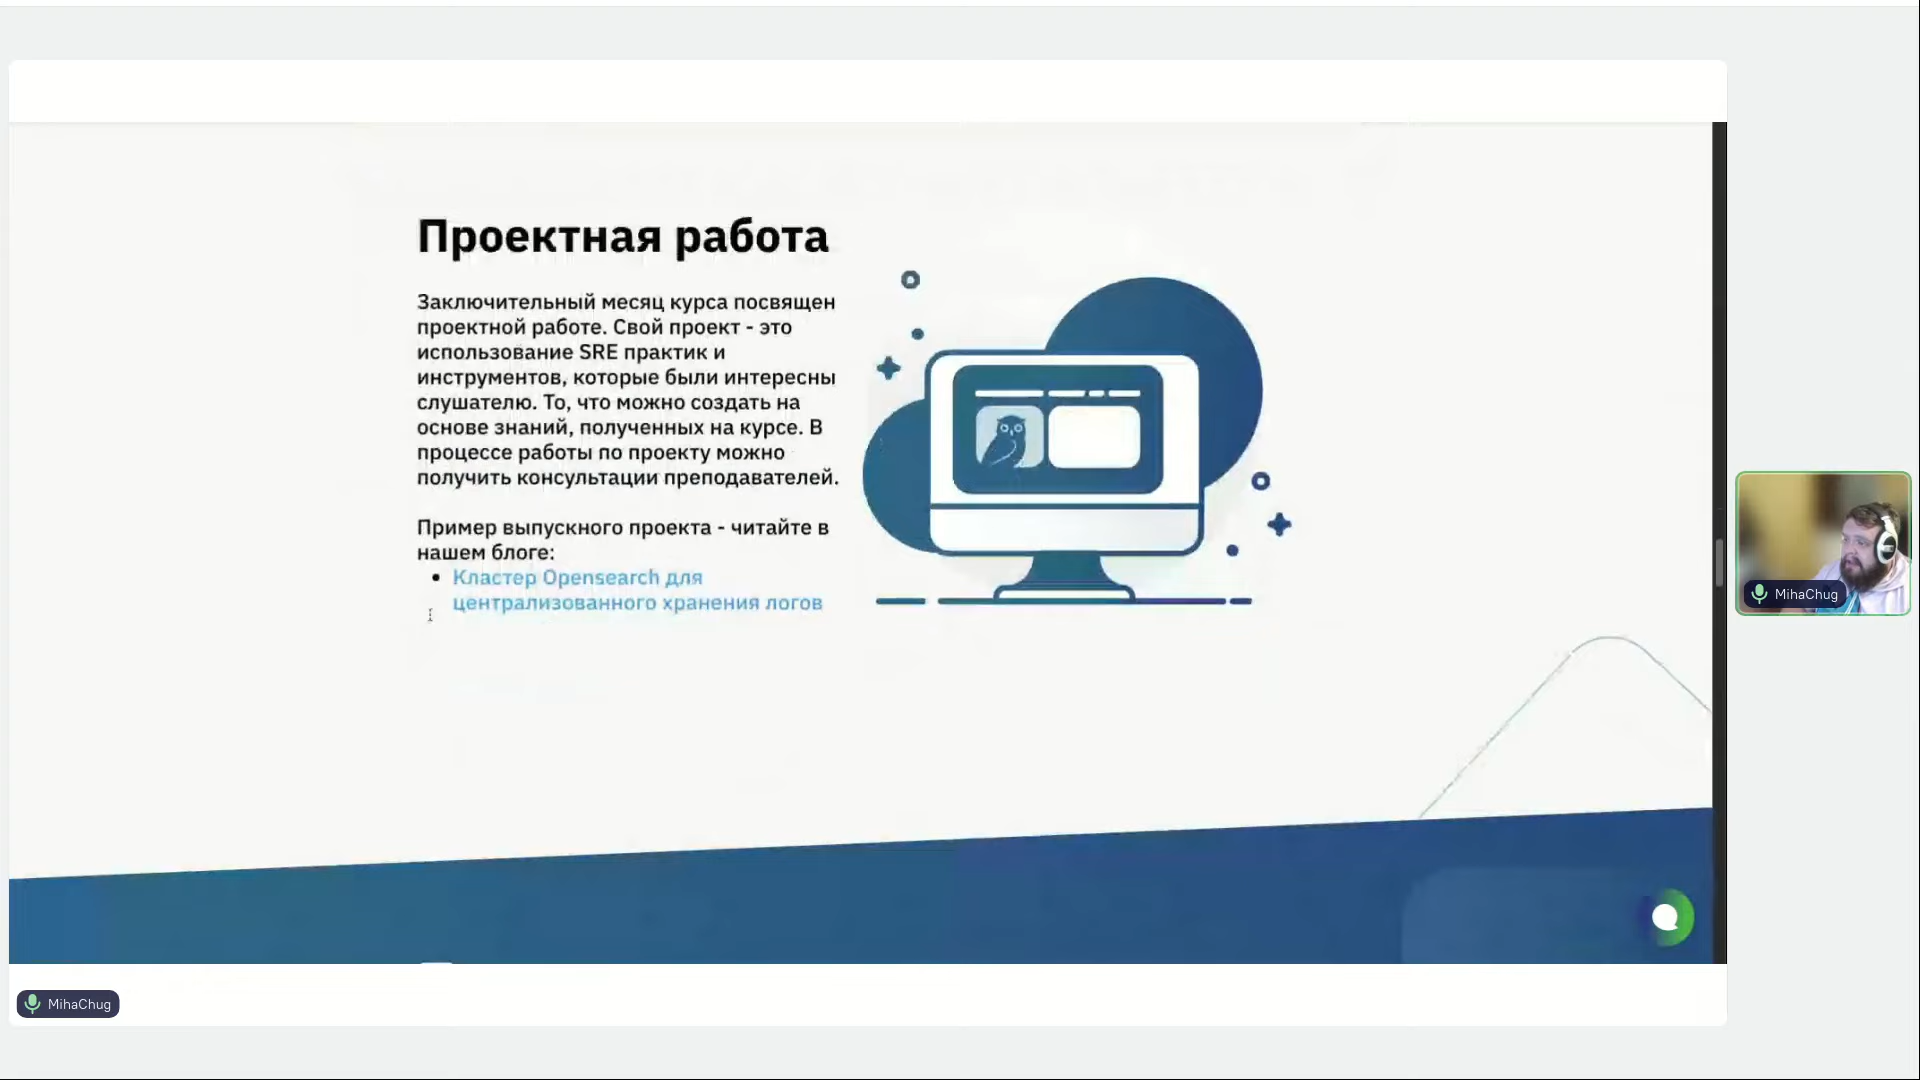 Проектная работа
Заключительный месяц курса посвящен
проектной работе. Свой проект - это
использование SRE практик и
инструментов, которые были интересны
слушателю. То, что можно создать на
основе знаний, полученных на курсе. В
процессе работы по проекту можно
получить консультации преподавателей.
Пример выпускного проекта - читайте в
нашем блоге:
• Кластер Opensearch для
централизованного хранения логов
MihaChug
MihaChug